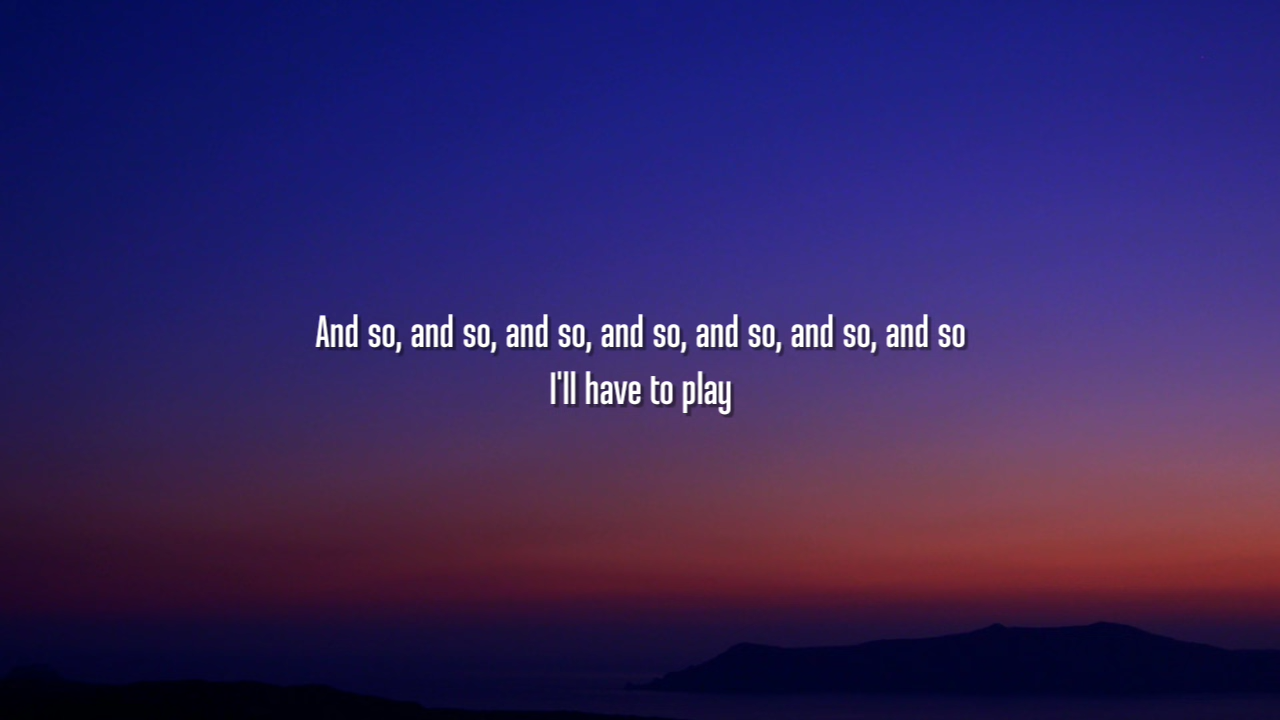 And so, and so, and so, and so, and so, and so, and so
I'll have to play